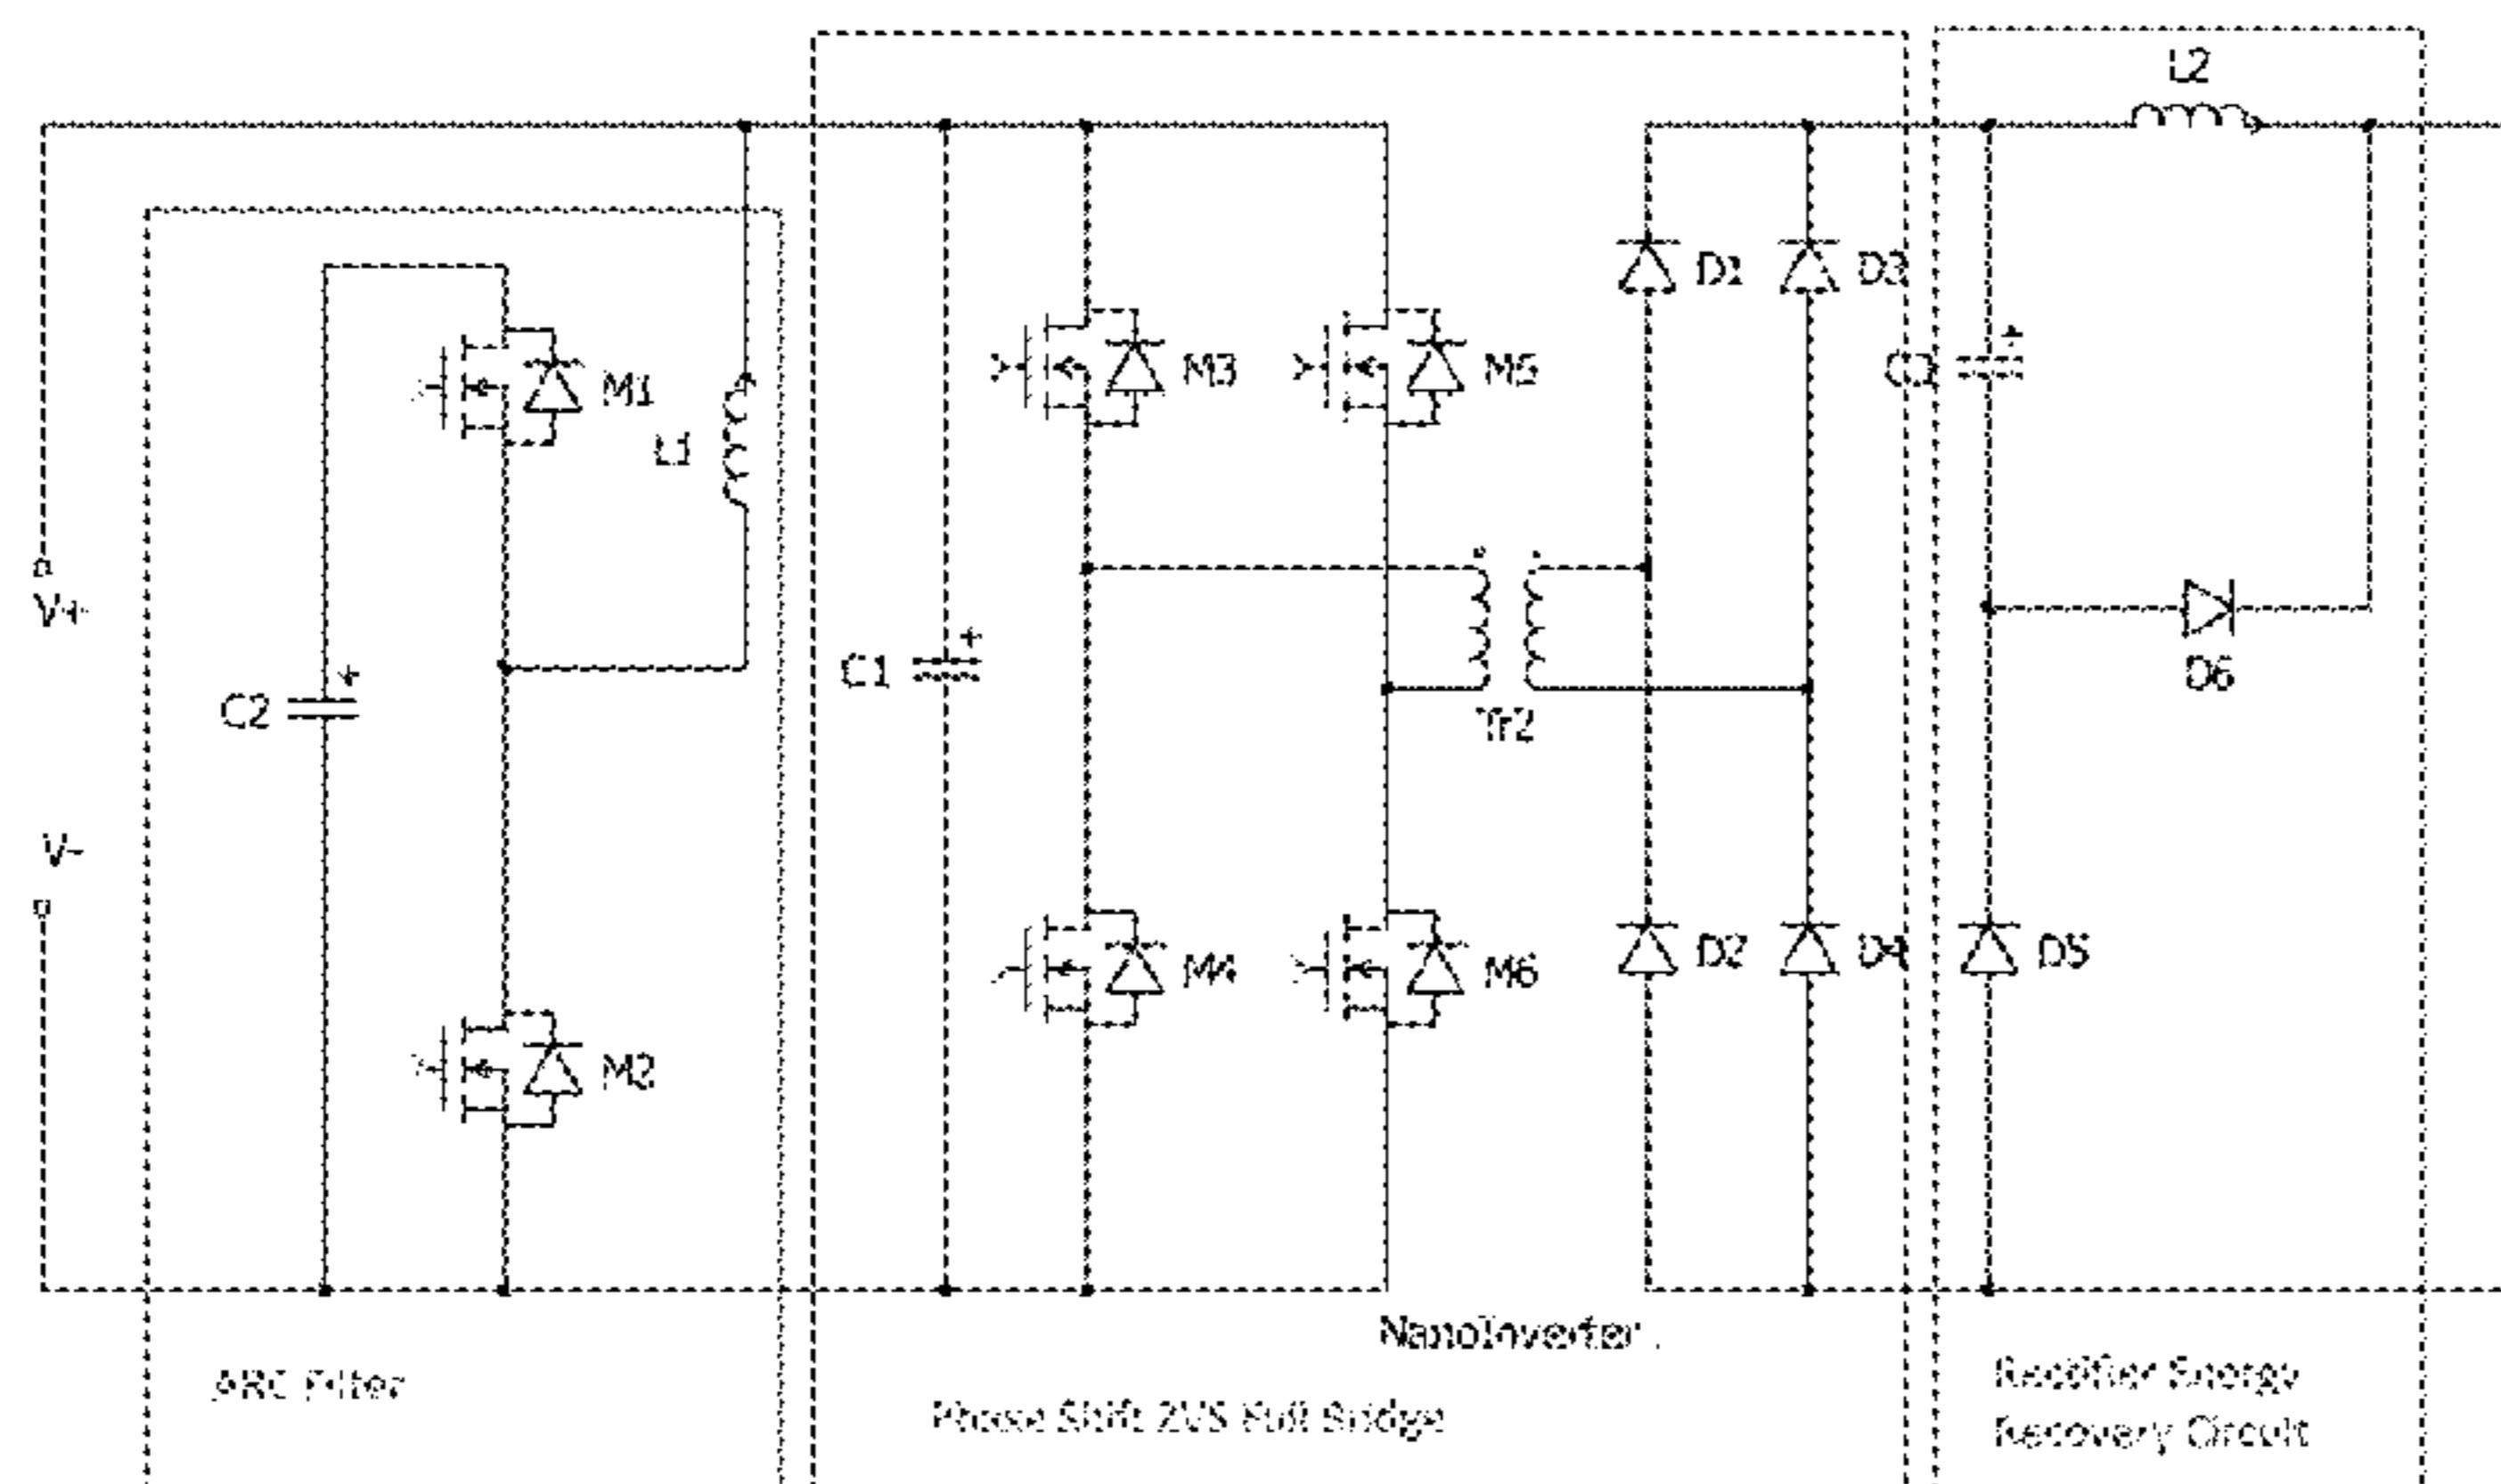 L2
D1
D3
M1
M3
M5
C3
L1
V+
C1
C2
Tr2
D6
V-
M4
M6
D2
D4
D5
M2
NanoInverter
Filter
Phase Shift ZVS Full Bridge
Rectifier Energy
Recovery Circuit